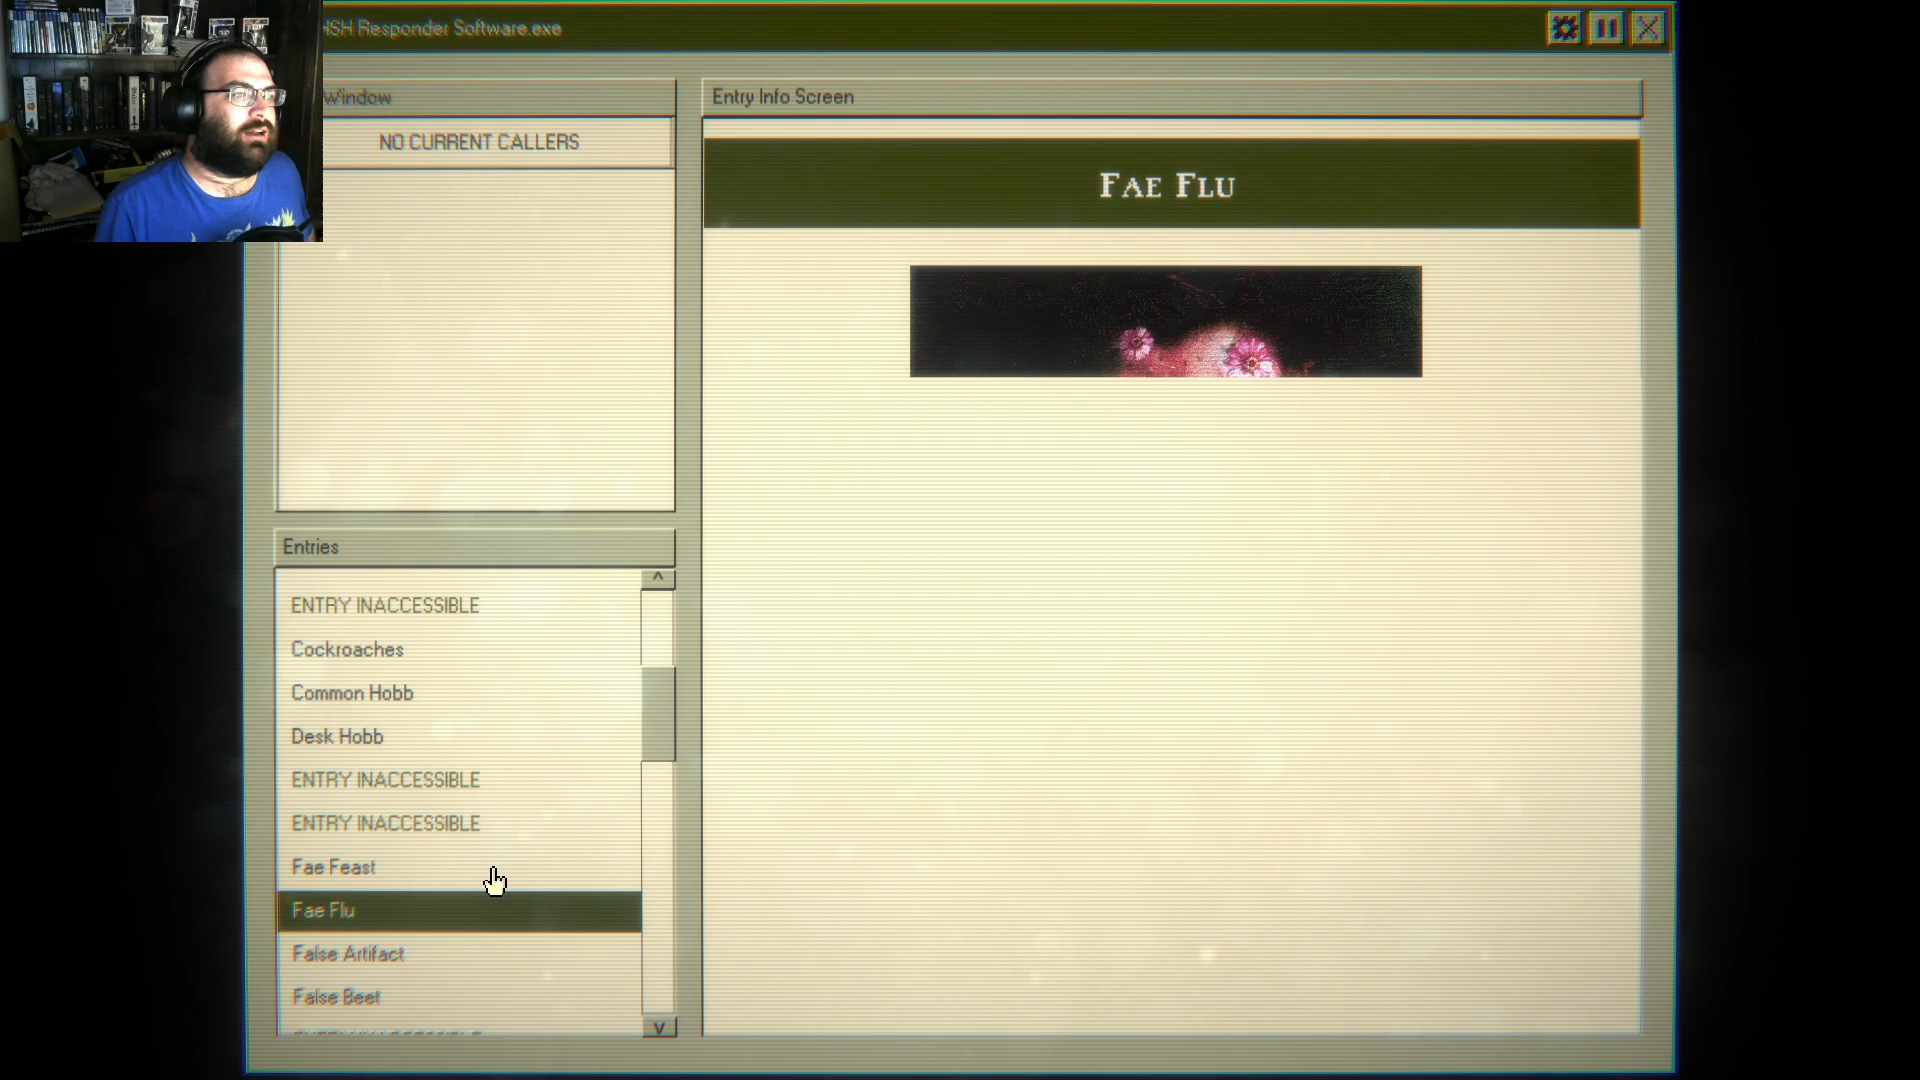 HSH Responder Software.exe
Window
NO CURRENT CALLERS
Entry Info Screen
Fae Flu
Entries
ENTRY INACCESSIBLE
Cockroaches
Common Hobb
Desk Hobb
ENTRY INACCESSIBLE
ENTRY INACCESSIBLE
Fae Feast
Fae Flu
False Artifact
False Beet